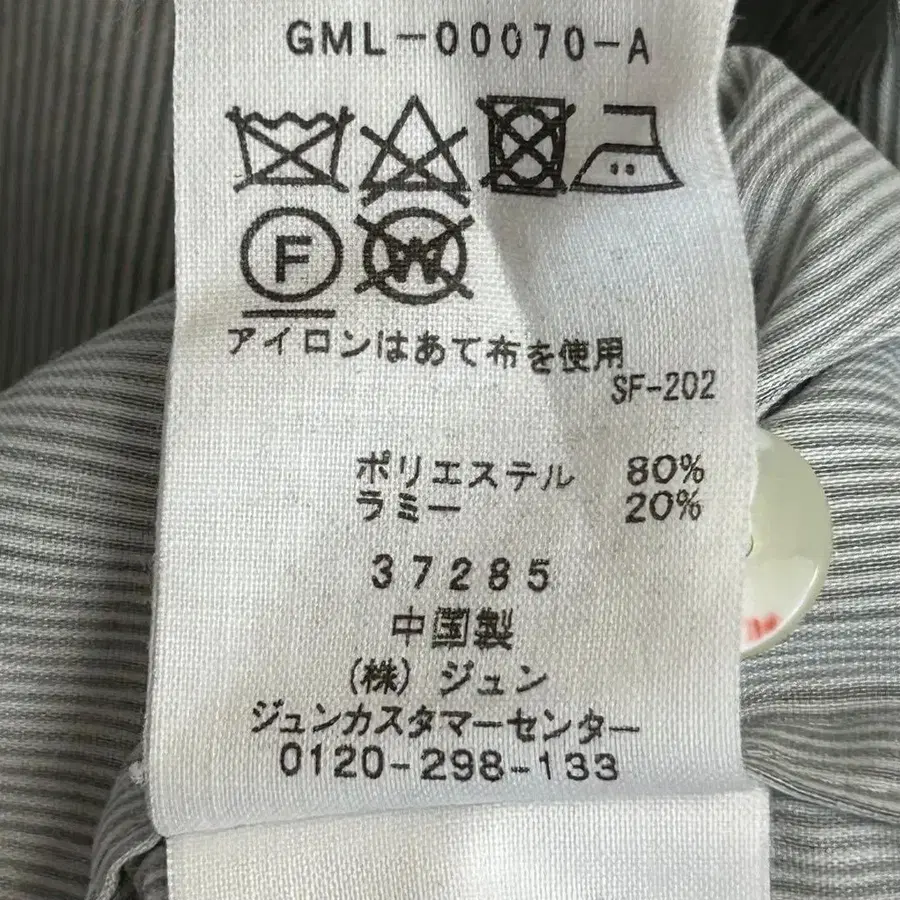 GML-00070-A
F W
アイロンはあて布を使用
SF-202
ポリエステル 80%
ラミー 20%
37285
中国製
(株) ジュン
ジュンカスタマーセンター
0120-298-133